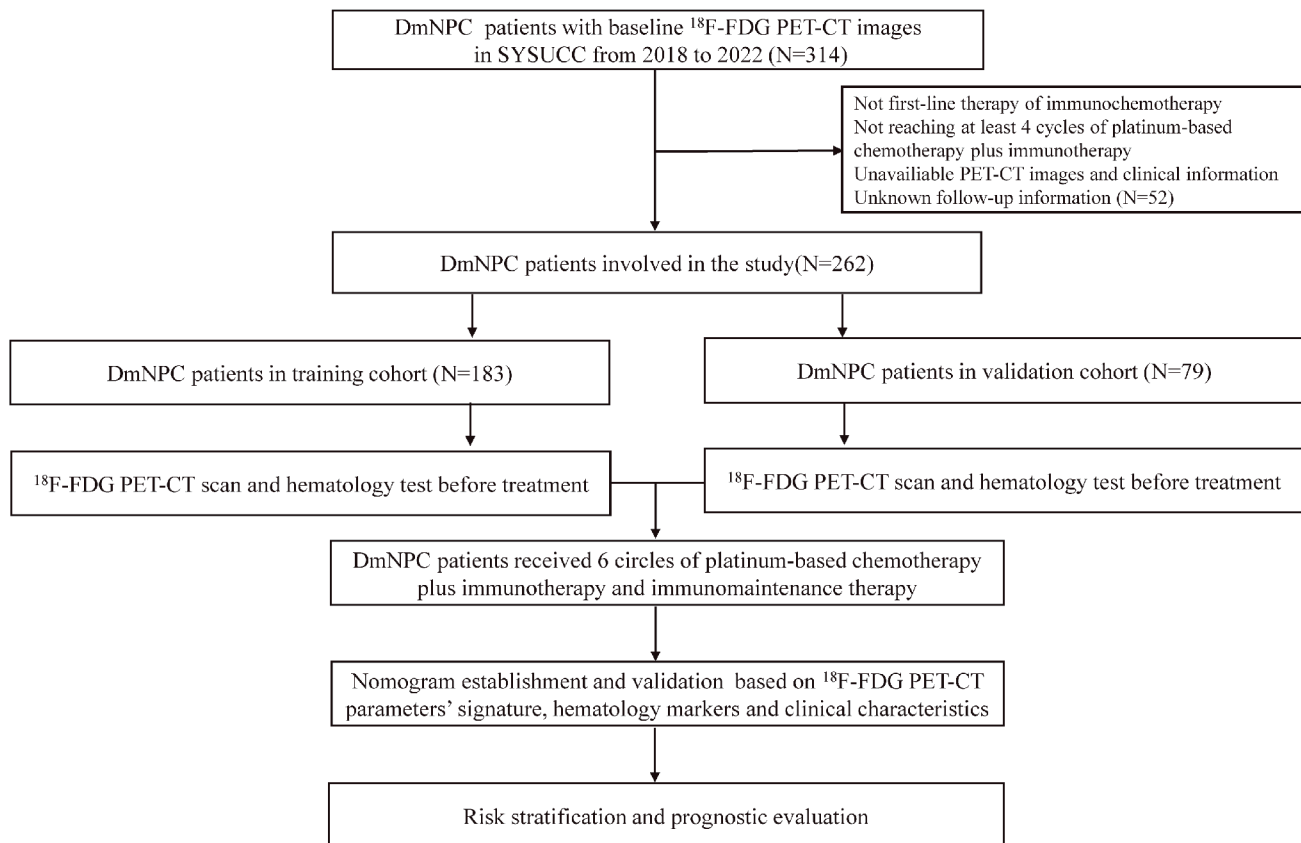 DmNPC patients with baseline ¹⁸F-FDG PET-CT images
in SYSUCC from 2018 to 2022 (N=314)
Not first-line therapy of immunochemotherapy
Not reaching at least 4 cycles of platinum-based
chemotherapy plus immunotherapy
Unavailiable PET-CT images and clinical information
Unknown follow-up information (N=52)
DmNPC patients involved in the study(N=262)
DmNPC patients in training cohort (N=183)
DmNPC patients in validation cohort (N=79)
¹⁸F-FDG PET-CT scan and hematology test before treatment
¹⁸F-FDG PET-CT scan and hematology test before treatment
DmNPC patients received 6 circles of platinum-based chemotherapy
plus immunotherapy and immunomaintenance therapy
Nomogram establishment and validation based on ¹⁸F-FDG PET-CT
parameters' signature, hematology markers and clinical characteristics
Risk stratification and prognostic evaluation